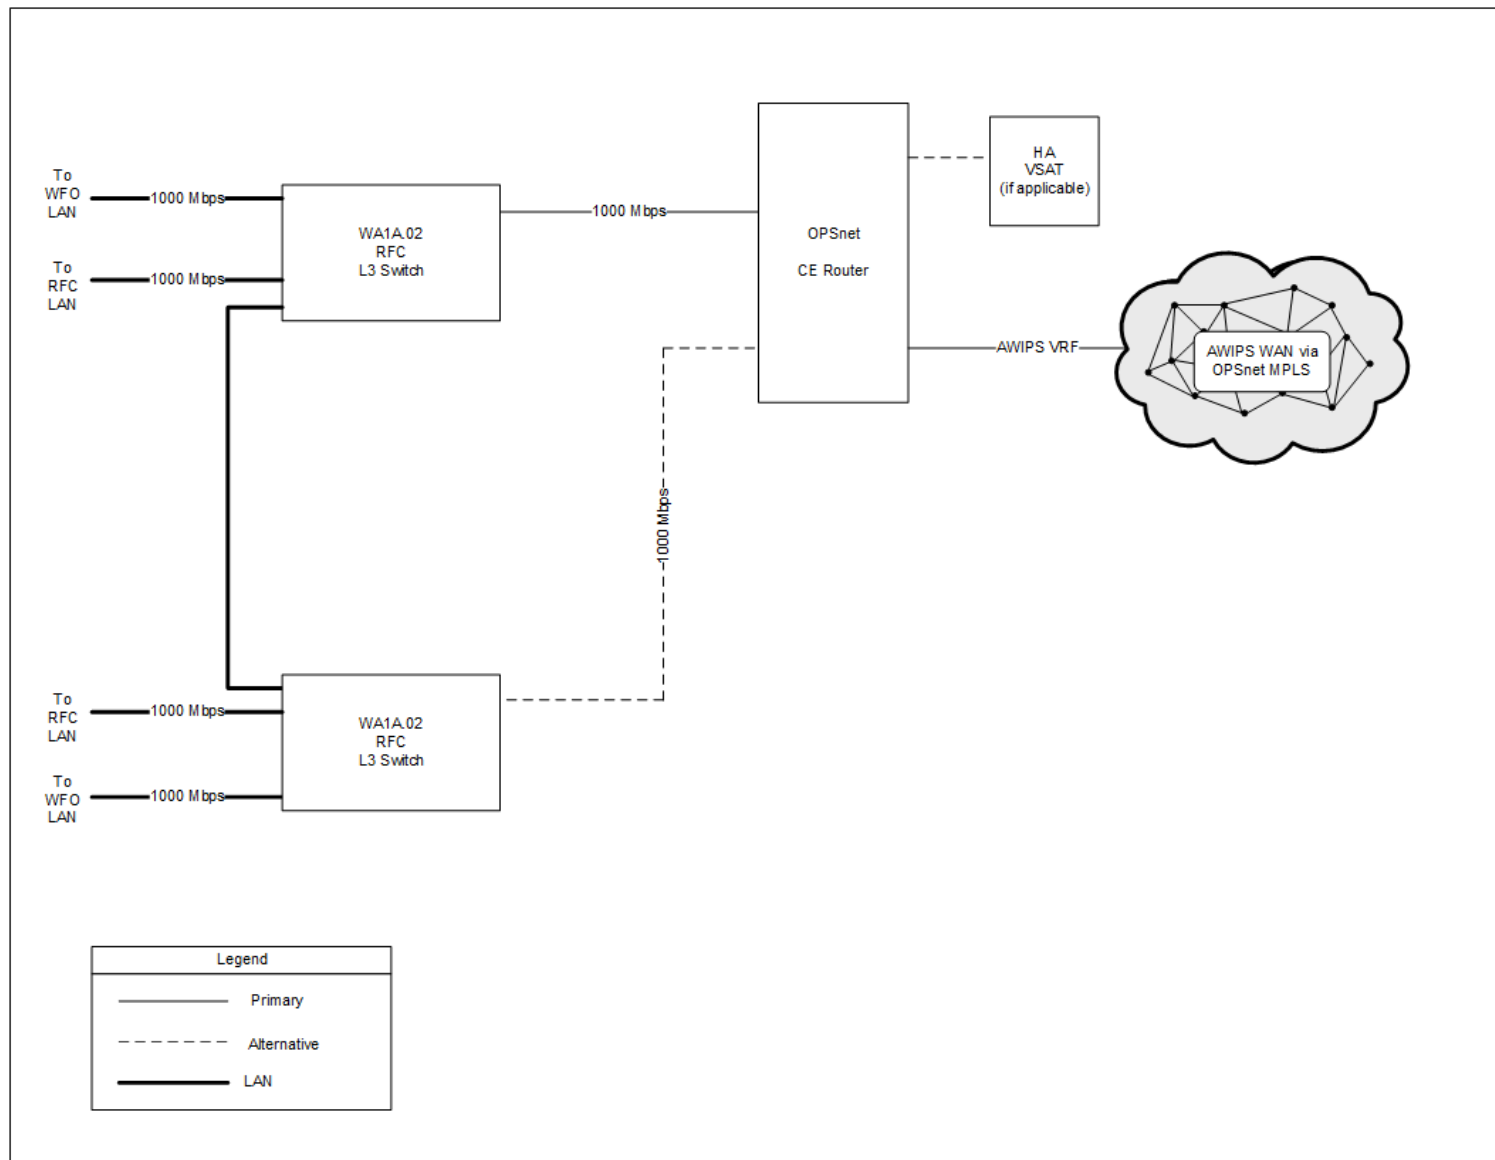 To
WFO
LAN
1000 Mbps
To
RFC
LAN
1000 Mbps
WA1A.02
RFC
L3 Switch
1000 Mbps
OPSnet
CE Router
HA
VSAT
(if applicable)
AWIPS VRF
AWIPS WAN via
OPSnet MPLS
1000 Mbps
To
RFC
LAN
1000 Mbps
To
WFO
LAN
1000 Mbps
WA1A.02
RFC
L3 Switch
Legend
Primary
Alternative
LAN